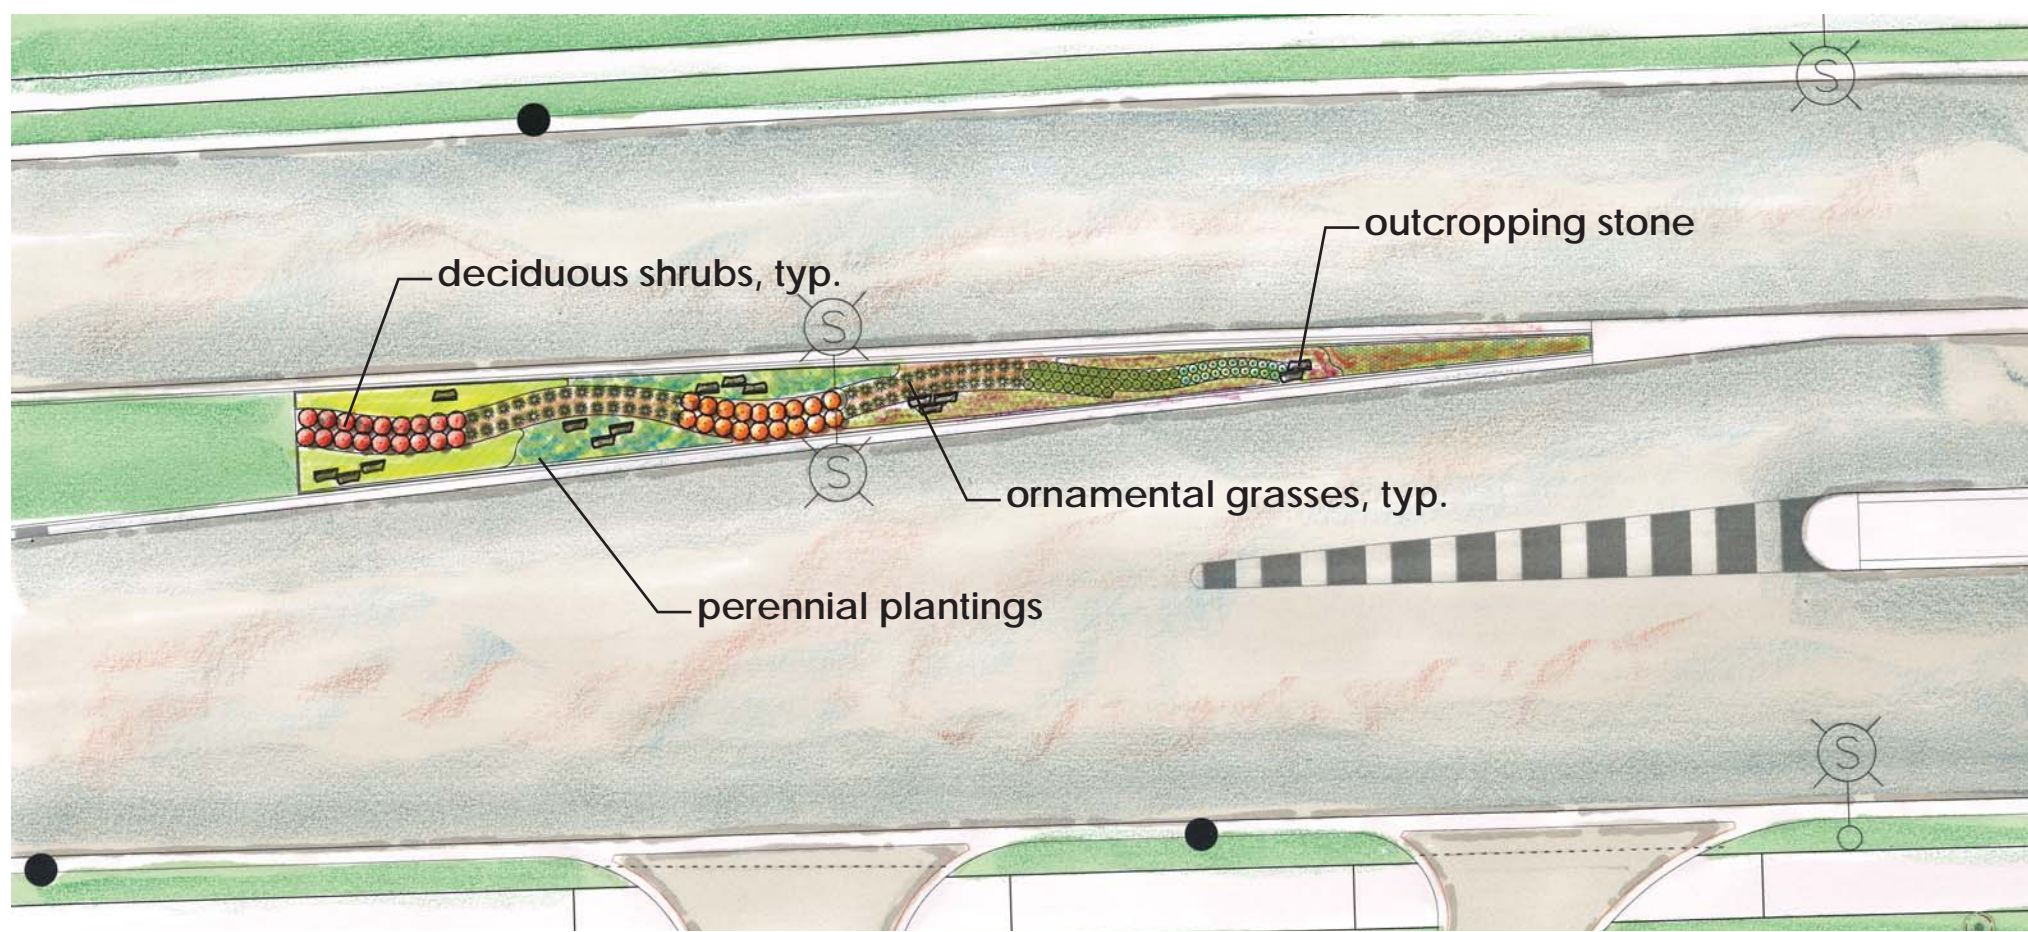 S
outcropping stone
deciduous shrubs, typ.
S
S
ornamental grasses, typ.
perennial plantings
S